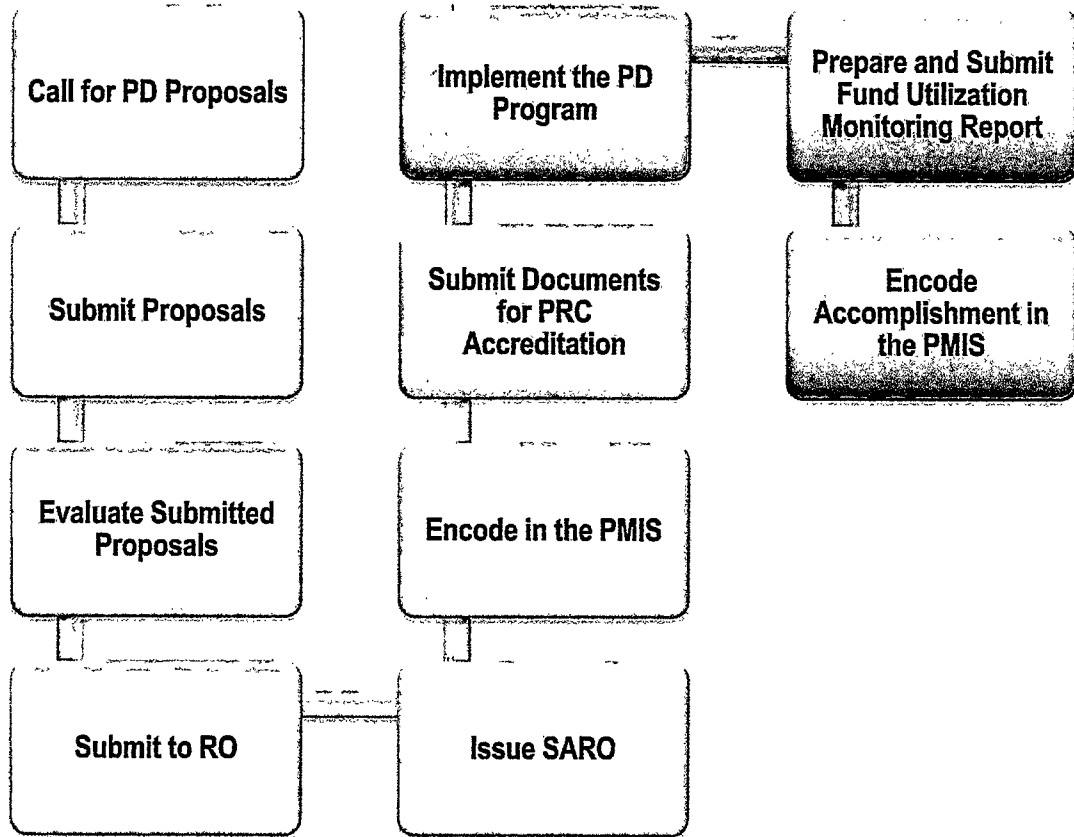 Call for PD Proposals
Submit Proposals
Evaluate Submitted
Proposals
Submit to RO
Issue SARO
Encode in the PMIS
Submit Documents
for PRC
Accreditation
Implement the PD
Program
Prepare and Submit
Fund Utilization
Monitoring Report
Encode
Accomplishment in
the PMIS